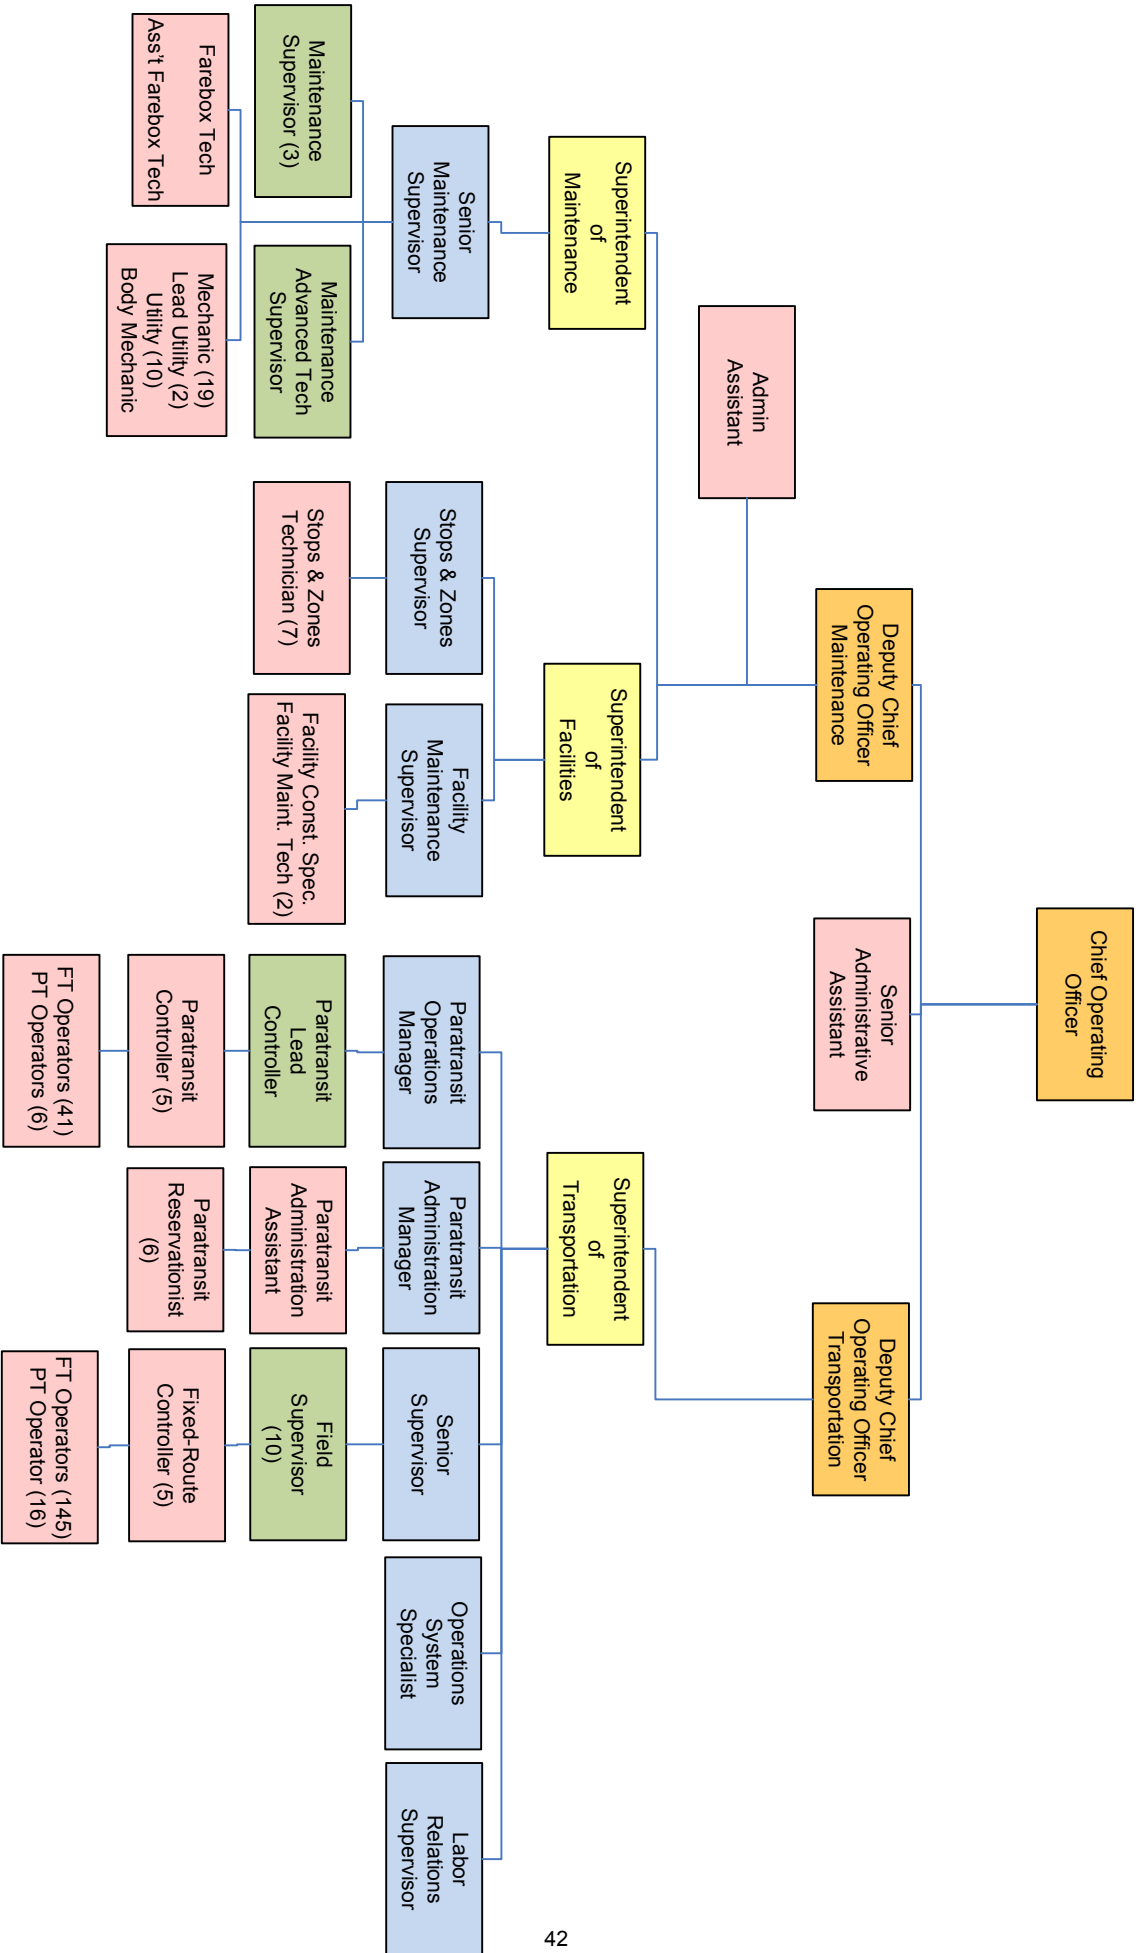 Chief Operating
Officer
Deputy Chief
Operating Officer
Maintenance
Senior
Administrative
Assistant
Deputy Chief
Operating Officer
Transportation
Admin
Assistant
Superintendent
of
Maintenance
Superintendent
of
Facilities
Superintendent
of
Transportation
Senior
Maintenance
Supervisor
Stops & Zones
Supervisor
Facility
Maintenance
Supervisor
Paratransit
Operations
Manager
Paratransit
Administration
Manager
Senior
Supervisor
Operations
System
Specialist
Labor
Relations
Supervisor
Maintenance
Supervisor (3)
Maintenance
Advanced Tech
Supervisor
Stops & Zones
Technician (7)
Facility Const. Spec.
Facility Maint. Tech (2)
Paratransit
Lead
Controller
Paratransit
Administration
Assistant
Field
Supervisor
(10)
Farebox Tech
Ass't Farebox Tech
Mechanic (19)
Lead Utility (2)
Utility (10)
Body Mechanic
Paratransit
Controller (5)
Paratransit
Reservationist
(6)
Fixed-Route
Controller (5)
FT Operators (41)
PT Operators (6)
FT Operators (145)
PT Operator (16)
42